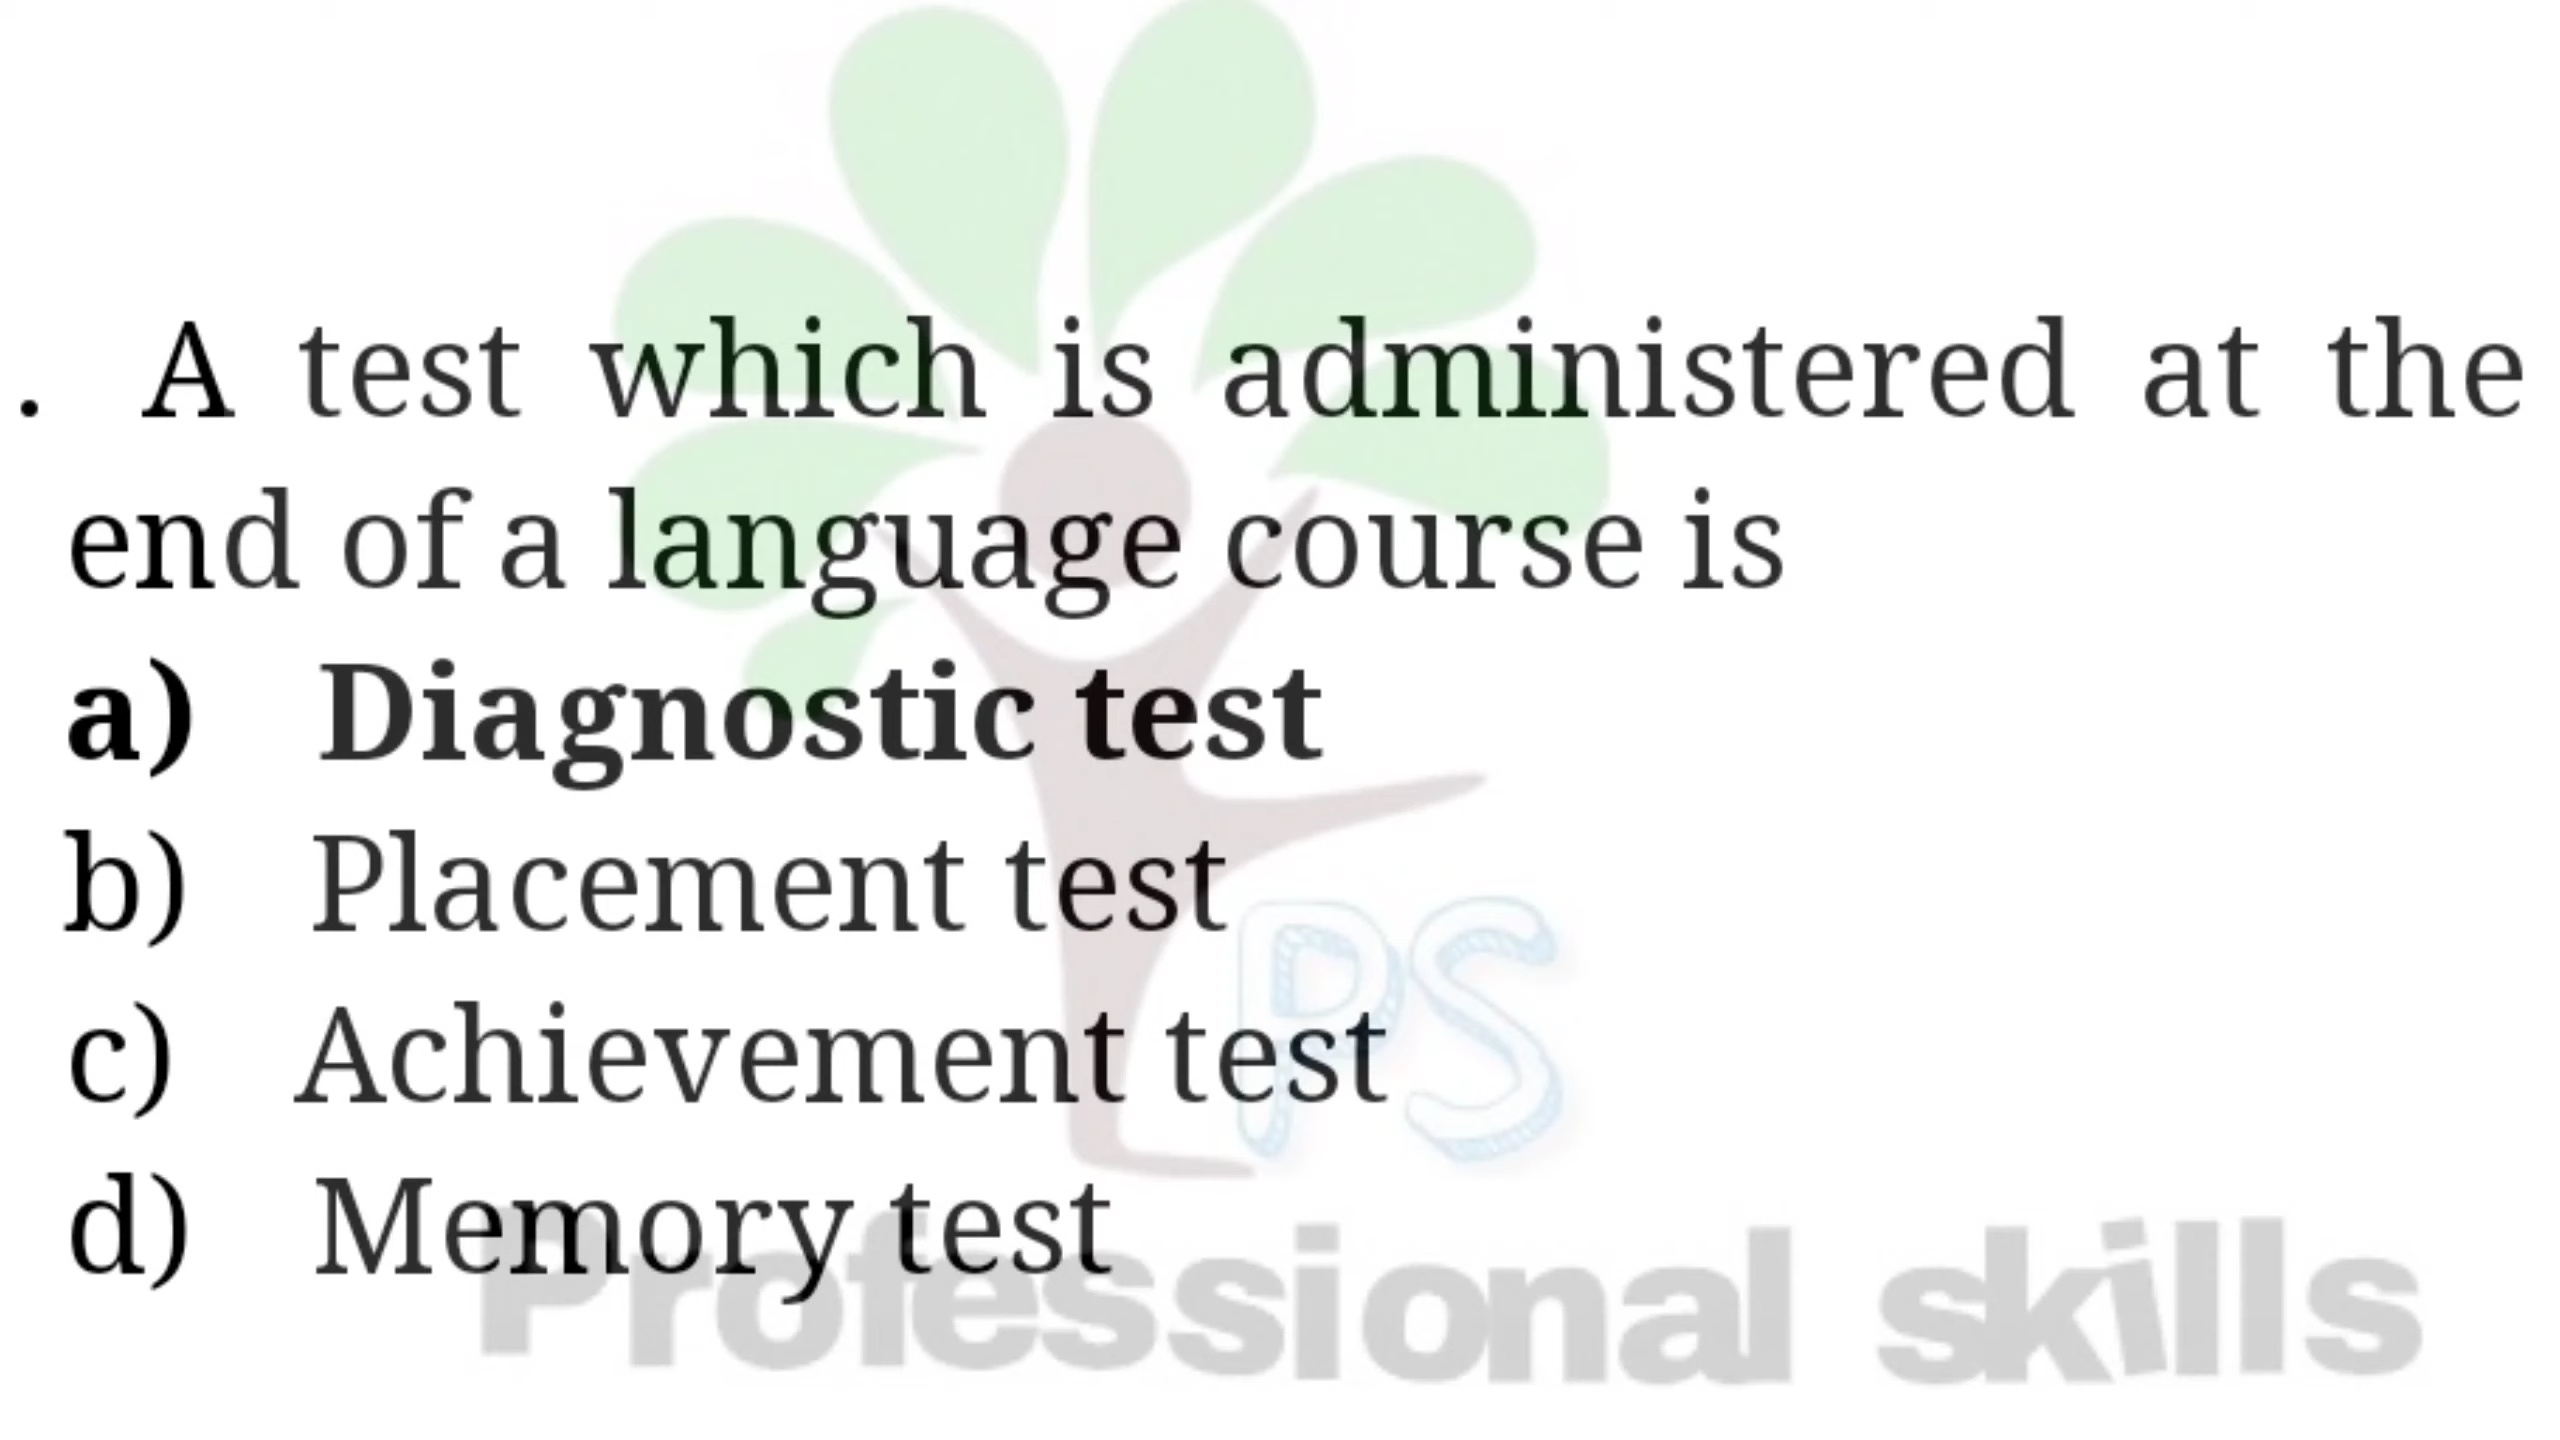 . A test which is administered at the
end of a language course is
a) Diagnostic test
b) Placement test
c) Achievement test
d) Memory test
PS
Professional skills